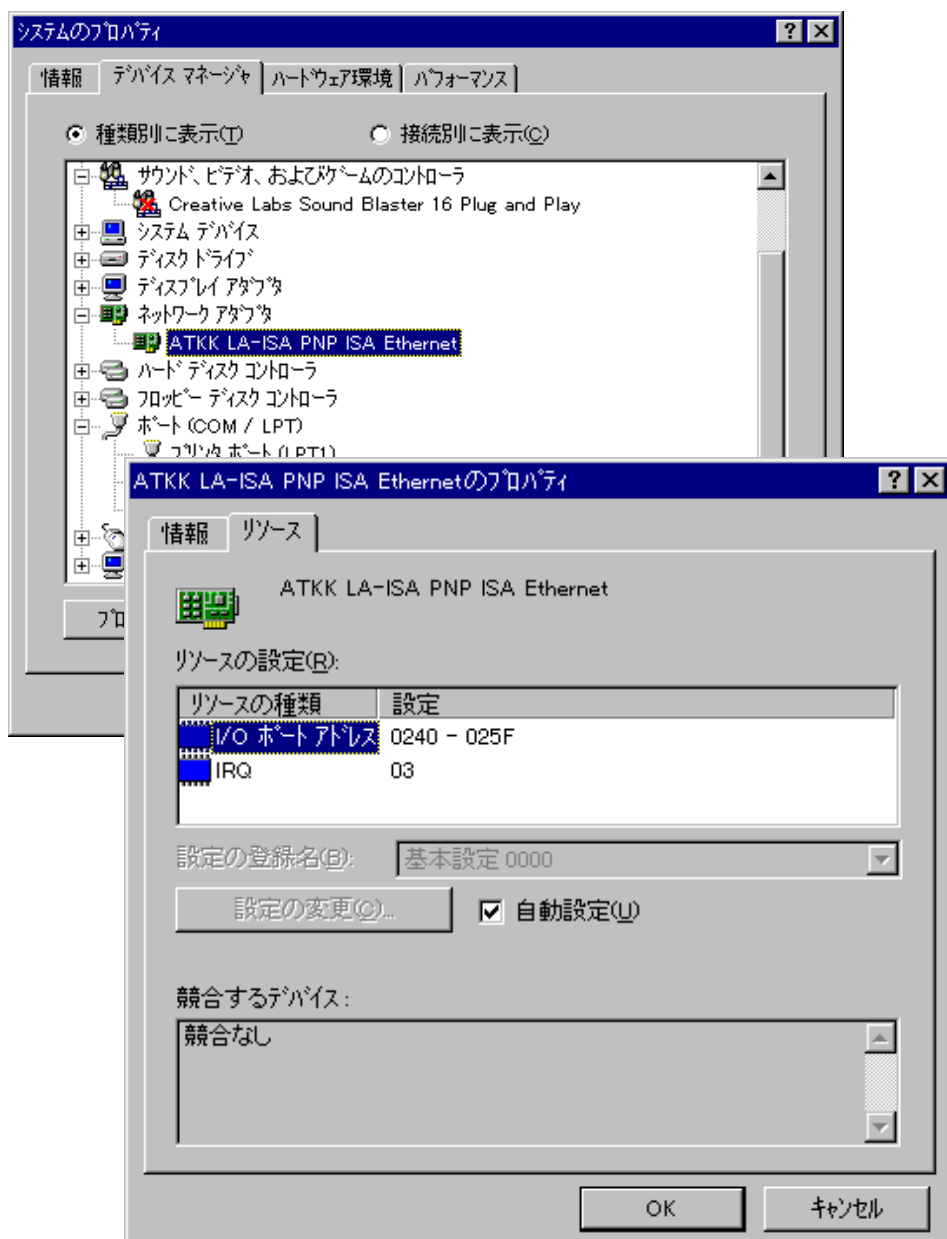 システムのプロパティ
情報 デバイス マネージャ ハードウェア環境 パフォーマンス
種類別に表示(T) 接続別に表示(C)
サウンド、ビデオ、およびゲームのコントローラ
Creative Labs Sound Blaster 16 Plug and Play
システム デバイス
ディスク ドライブ
ディスプレイ アダプタ
ネットワーク アダプタ
ATKK LA-ISA PNP ISA Ethernet
ハード ディスク コントローラ
フロッピー ディスク コントローラ
ポート (COM / LPT)
プリンタ ポート (LPT1)
プロ
ATKK LA-ISA PNP ISA Ethernetのプロパティ
情報 リソース
ATKK LA-ISA PNP ISA Ethernet
リソースの設定(R):
リソースの種類 設定
I/O ポート アドレス 0240 - 025F
IRQ 03
設定の登録名(B): 基本設定 0000
設定の変更(C)... 自動設定(U)
競合するデバイス:
競合なし
OK キャンセル